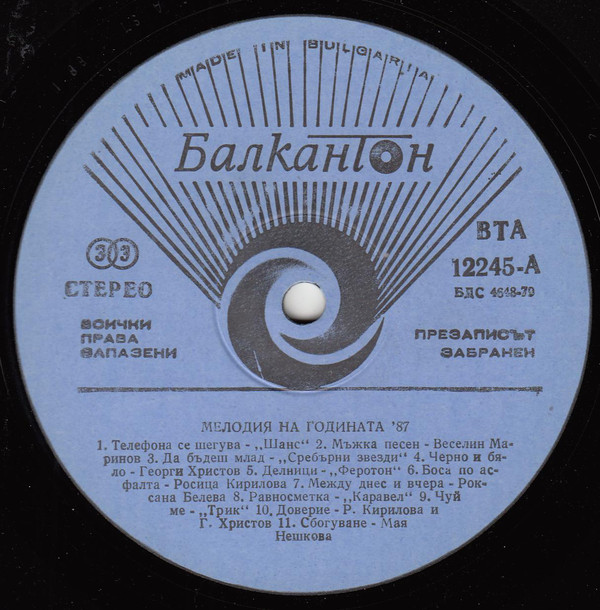 MADE IN BULGARIA
Балкантон
33
СТЕРЕО
ВСИЧКИ
ПРАВА
ЗАПАЗЕНИ
ВТА
12245-А
БДС 4648-79
ПРЕЗАПИСЪТ
ЗАБРАНЕН
МЕЛОДИЯ НА ГОДИНАТА '87
1. Телефона се шегува - „Шанс" 2. Мъжка песен - Веселин Ма-
ринов 3. Да бъдеш млад - „Сребърни звезди" 4. Черно и бя-
ло - Георги Христов 5. Делници - „Феротон" 6. Боса по ас-
фалта - Росица Кирилова 7. Между днес и вчера - Рок-
сана Белева 8. Равносметка - „Каравел" 9. Чуй
ме - „Трик" 10. Доверие - Р. Кирилова и
Г. Христов 11. Сбогуване - Мая
Нешкова